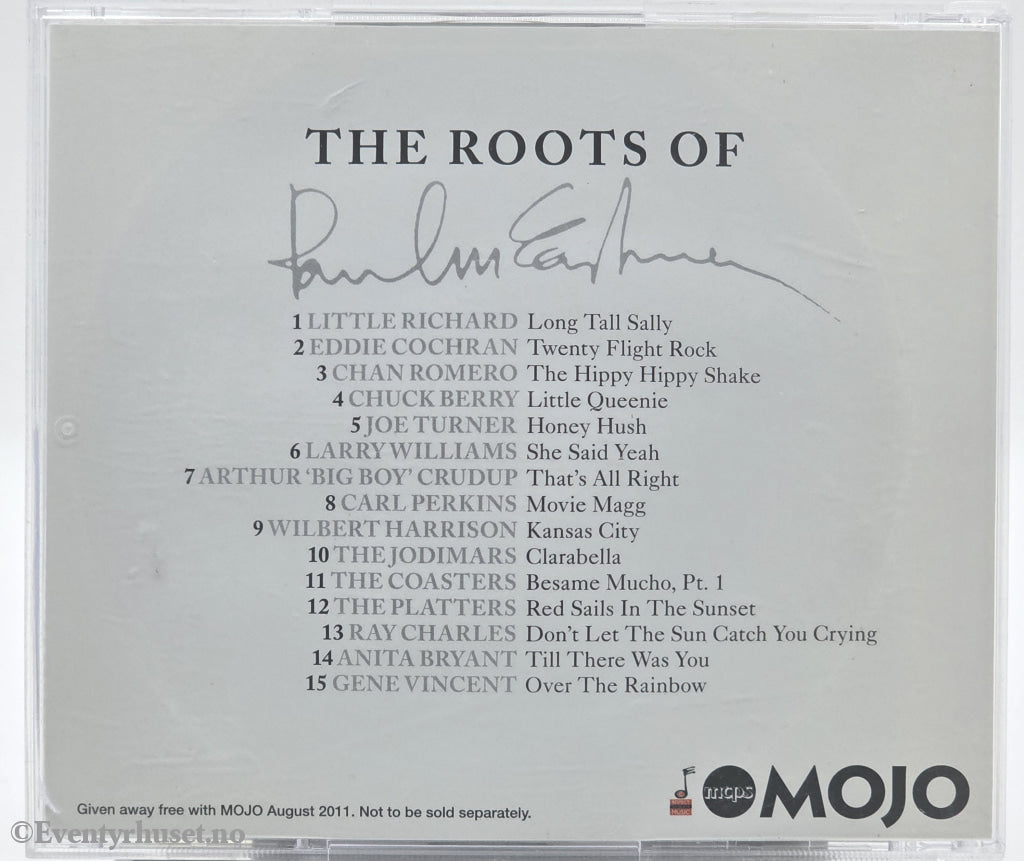 THE ROOTS OF
Paul McCartney
1 LITTLE RICHARD Long Tall Sally
2 EDDIE COCHRAN Twenty Flight Rock
3 CHAN ROMERO The Hippy Hippy Shake
4 CHUCK BERRY Little Queenie
5 JOE TURNER Honey Hush
6 LARRY WILLIAMS She Said Yeah
7 ARTHUR ‘BIG BOY’ CRUDUP That’s All Right
8 CARL PERKINS Movie Magg
9 WILBERT HARRISON Kansas City
10 THE JODIMARS Clarabella
11 THE COASTERS Besame Mucho, Pt. 1
12 THE PLATTERS Red Sails In The Sunset
13 RAY CHARLES Don’t Let The Sun Catch You Crying
14 ANITA BRYANT Till There Was You
15 GENE VINCENT Over The Rainbow
mcps MOJO
Given away free with MOJO August 2011. Not to be sold separately.
©Eventyrhuset.no